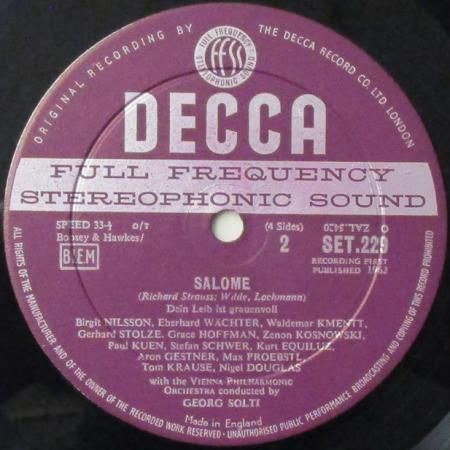 ORIGINAL RECORDING BY
THE DECCA RECORD CO. LTD. LONDON
FULL FREQUENCY
ffss
STEREOPHONIC SOUND
DECCA
FULL FREQUENCY
STEREOPHONIC SOUND
SPEED 33⅓ O/T
Boosey & Hawkes/
BIEM
(4 Sides)
2
O ZAL.5420
SET.229
RECORDING FIRST
PUBLISHED 1962
SALOME
(Richard Strauss; Wilde, Lachmann)
Dein Leib ist grauenvoll
Birgit NILSSON, Eberhard WÄCHTER, Waldemar KMENTT,
Gerhard STOLZE, Grace HOFFMAN, Zenon KOSNOWSKI,
Paul KUEN, Stefan SCHWER, Kurt EQUILUZ,
Aron GESTNER, Max PROEBSTL,
Tom KRAUSE, Nigel DOUGLAS
with the VIENNA PHILHARMONIC
ORCHESTRA conducted by
GEORG SOLTI
Made in England
ALL RIGHTS OF THE MANUFACTURER AND OF THE OWNER OF THE RECORDED WORK RESERVED · UNAUTHORISED PUBLIC PERFORMANCE BROADCASTING AND COPYING OF THIS RECORD PROHIBITED